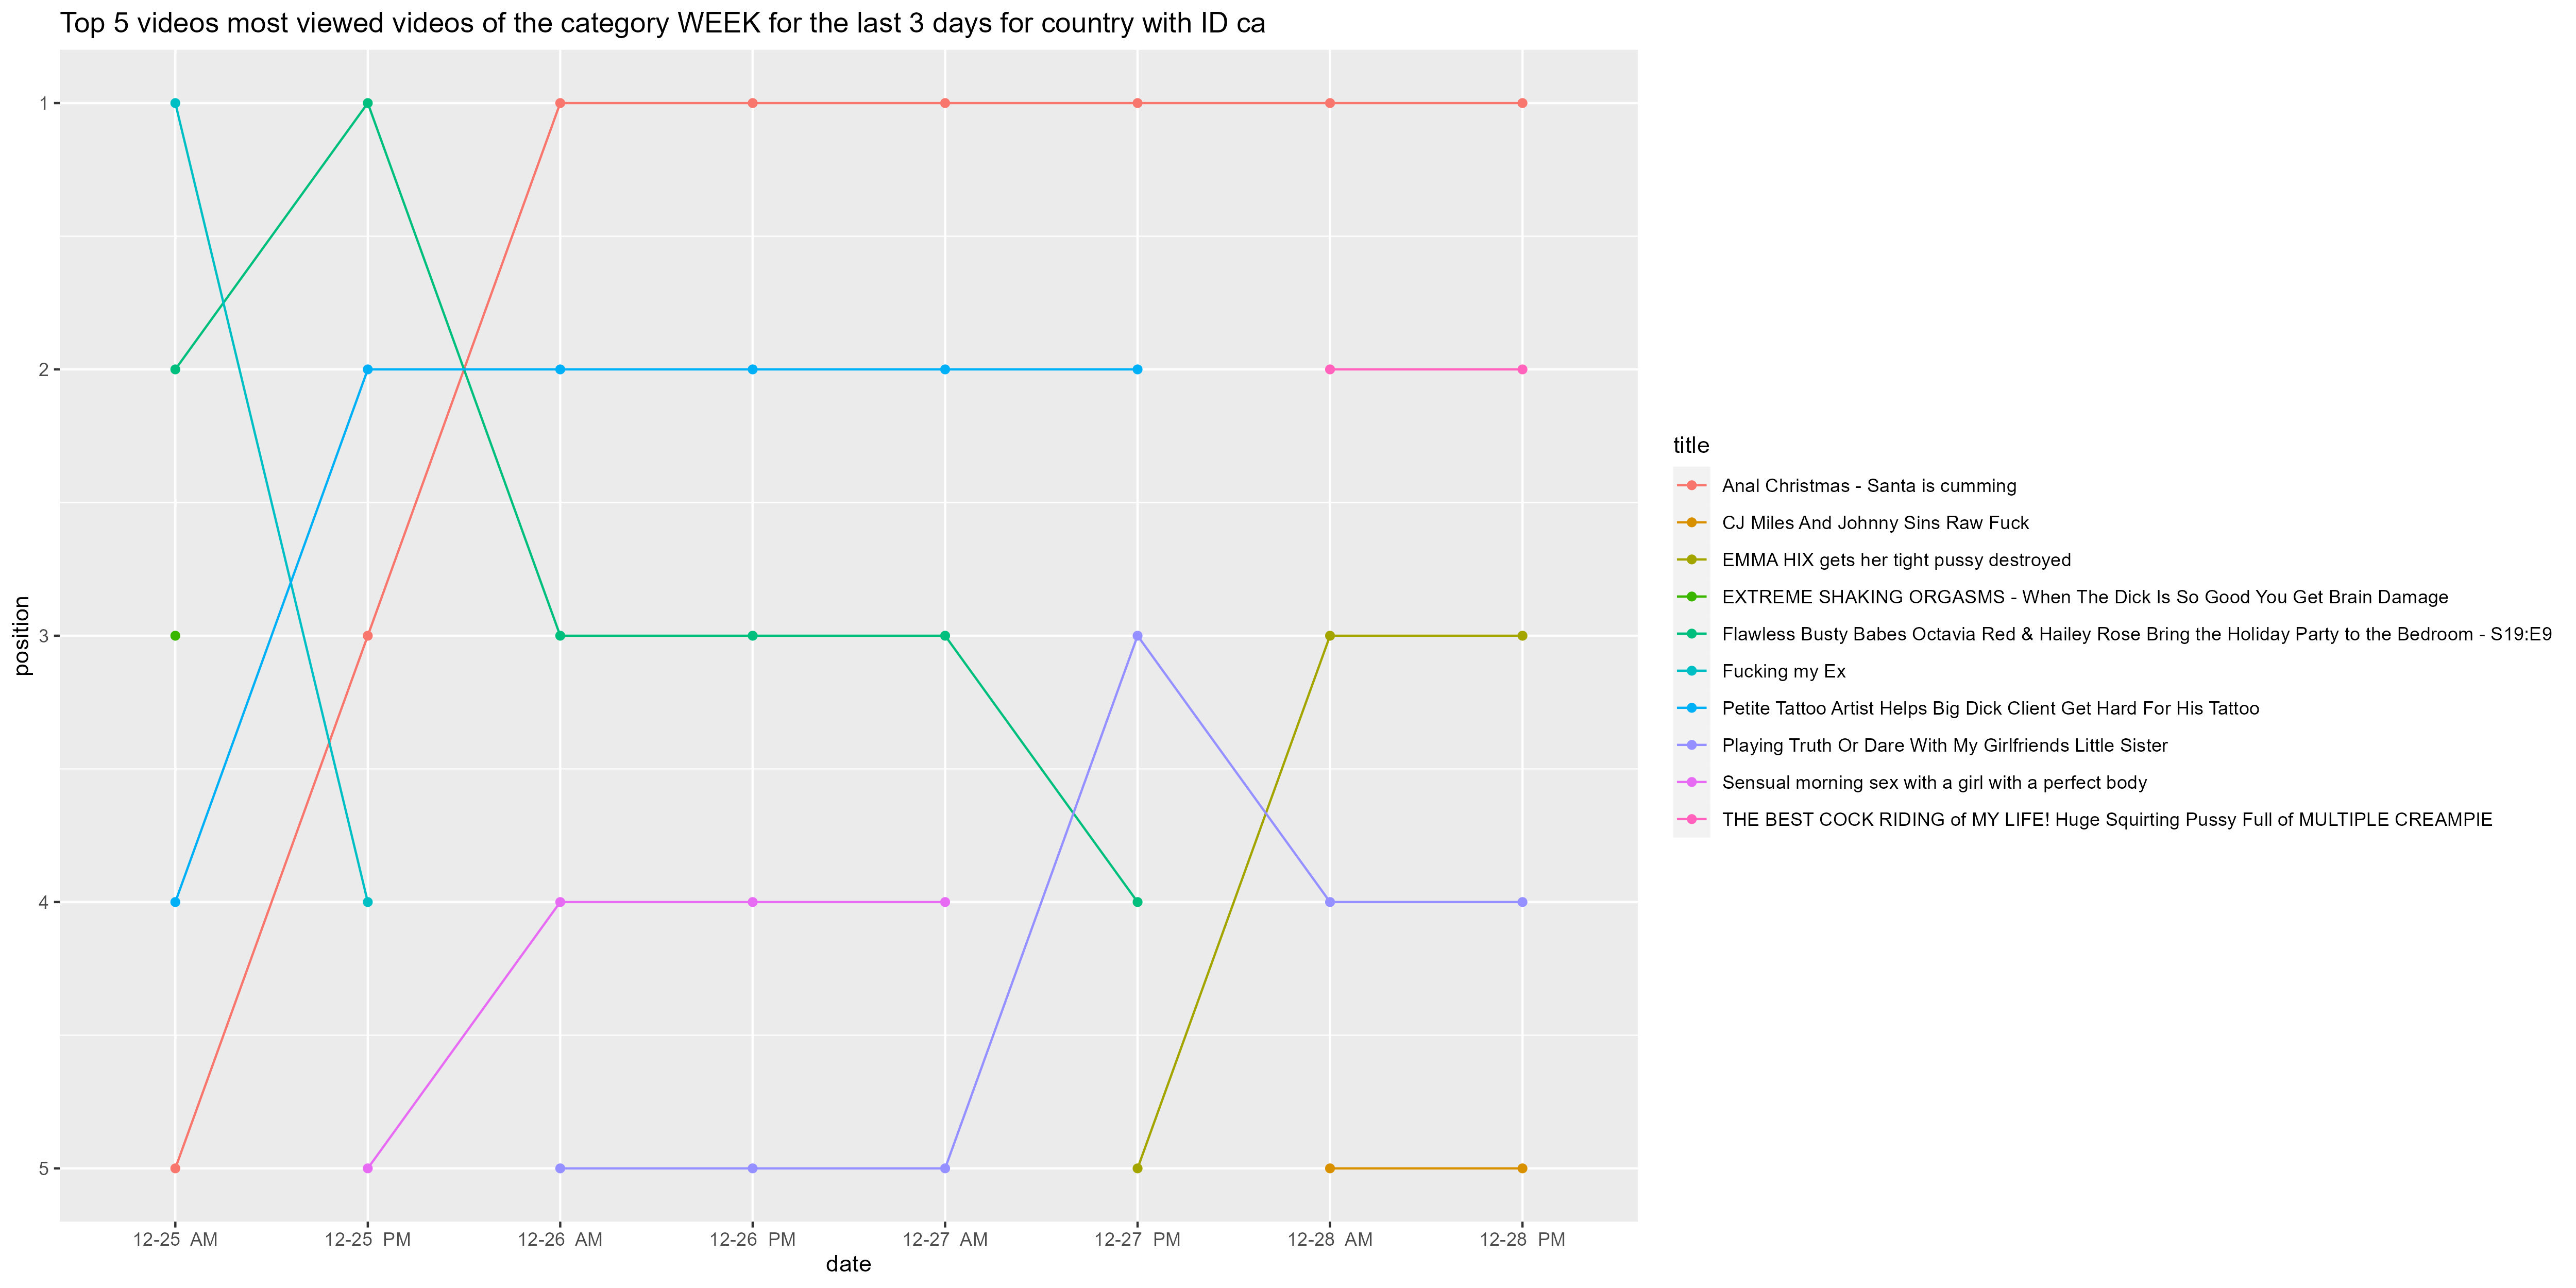 Top 5 videos most viewed videos of the category WEEK for the last 3 days for country with ID ca
1
2
3
4
5
position
12-25 AM
12-25 PM
12-26 AM
12-26 PM
12-27 AM
12-27 PM
12-28 AM
12-28 PM
date
title
Anal Christmas - Santa is cumming
CJ Miles And Johnny Sins Raw Fuck
EMMA HIX gets her tight pussy destroyed
EXTREME SHAKING ORGASMS - When The Dick Is So Good You Get Brain Damage
Flawless Busty Babes Octavia Red & Hailey Rose Bring the Holiday Party to the Bedroom - S19:E9
Fucking my Ex
Petite Tattoo Artist Helps Big Dick Client Get Hard For His Tattoo
Playing Truth Or Dare With My Girlfriends Little Sister
Sensual morning sex with a girl with a perfect body
THE BEST COCK RIDING of MY LIFE! Huge Squirting Pussy Full of MULTIPLE CREAMPIE